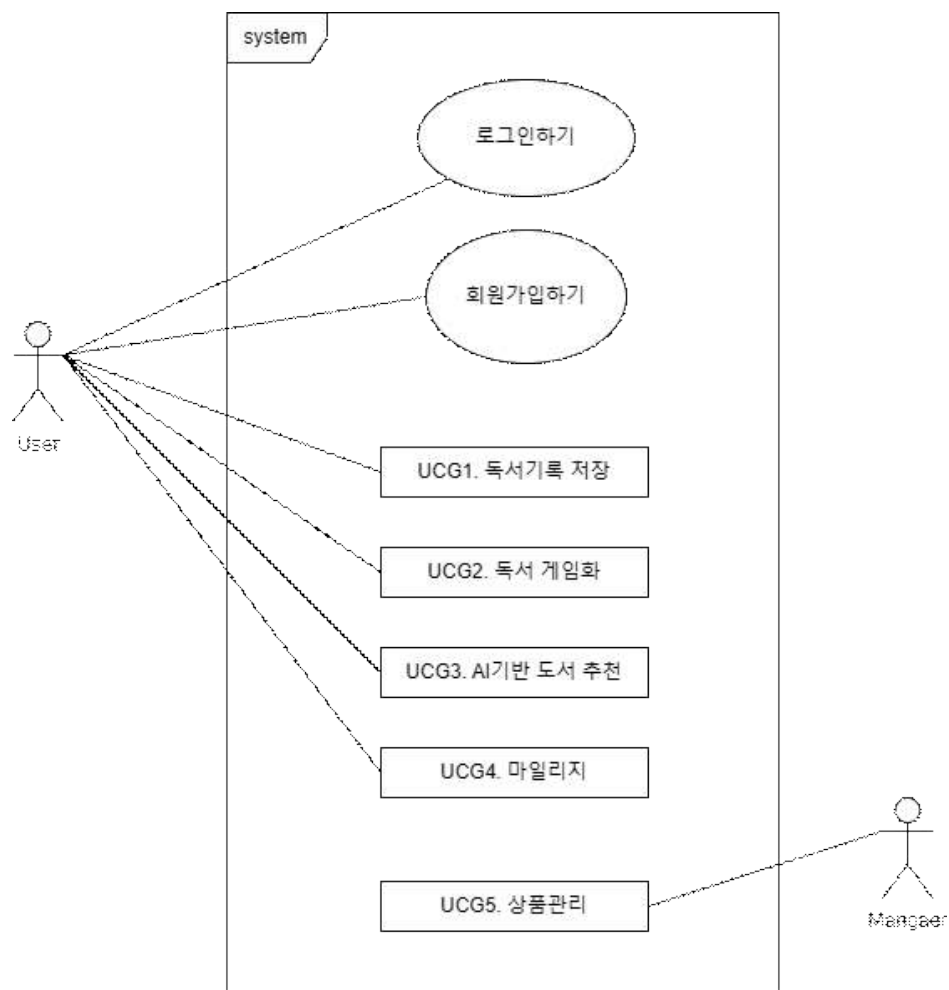 system
로그인하기
회원가입하기
User
UCG1. 독서기록 저장
UCG2. 독서 게임화
UCG3. AI기반 도서 추천
UCG4. 마일리지
UCG5. 상품관리
Mangaer